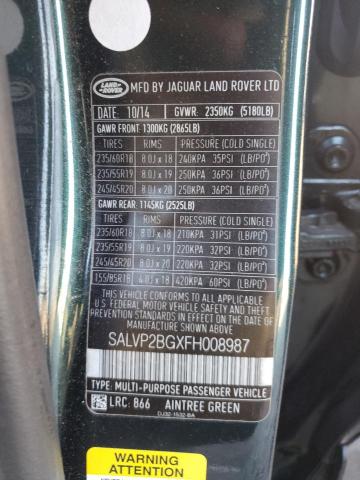 LAND-
ROVER
MFD BY JAGUAR LAND ROVER LTD
DATE: 10/14 GVWR: 2350KG (5180LB)
GAWR FRONT: 1300KG (2865LB)
TIRES RIMS PRESSURE (COLD SINGLE)
235/60R18 8.0J x 18 240KPA 35PSI (LB/PO²)
235/55R19 8.0J x 19 250KPA 36PSI (LB/PO²)
245/45R20 8.0J x 20 250KPA 36PSI (LB/PO²)
GAWR REAR: 1145KG (2525LB)
TIRES RIMS PRESSURE (COLD SINGLE)
235/60R18 8.0J x 18 210KPA 31PSI (LB/PO²)
235/55R19 8.0J x 19 220KPA 32PSI (LB/PO²)
245/45R20 8.0J x 20 220KPA 32PSI (LB/PO²)
155/85R18 4.0J x 18 420KPA 60PSI (LB/PO²)
THIS VEHICLE CONFORMS TO ALL APPLICABLE
U.S FEDERAL MOTOR VEHICLE SAFETY AND THEFT
PREVENTION STANDARDS IN EFFECT ON THE DATE
OF MANUFACTURE SHOWN ABOVE.
SALVP2BGXFH008987
TYPE: MULTI-PURPOSE PASSENGER VEHICLE
LRC: 866 AINTREE GREEN
DJ32-1532-BA
WARNING AIRBAG
ATTENTION